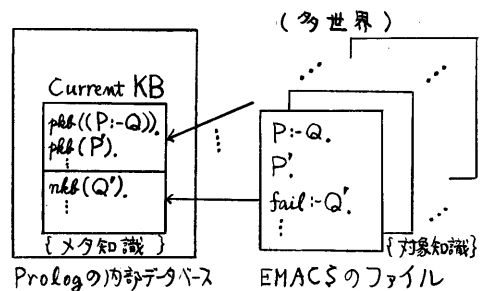 (多世界)
Current KB
pkb((P:-Q)).
pkb(P').
⋮
nkb(Q').
⋮
{メタ知識}
Prologの内部データベース
P:-Q.
P'.
fail:-Q'.
⋮
{対象知識}
EMACSのファイル